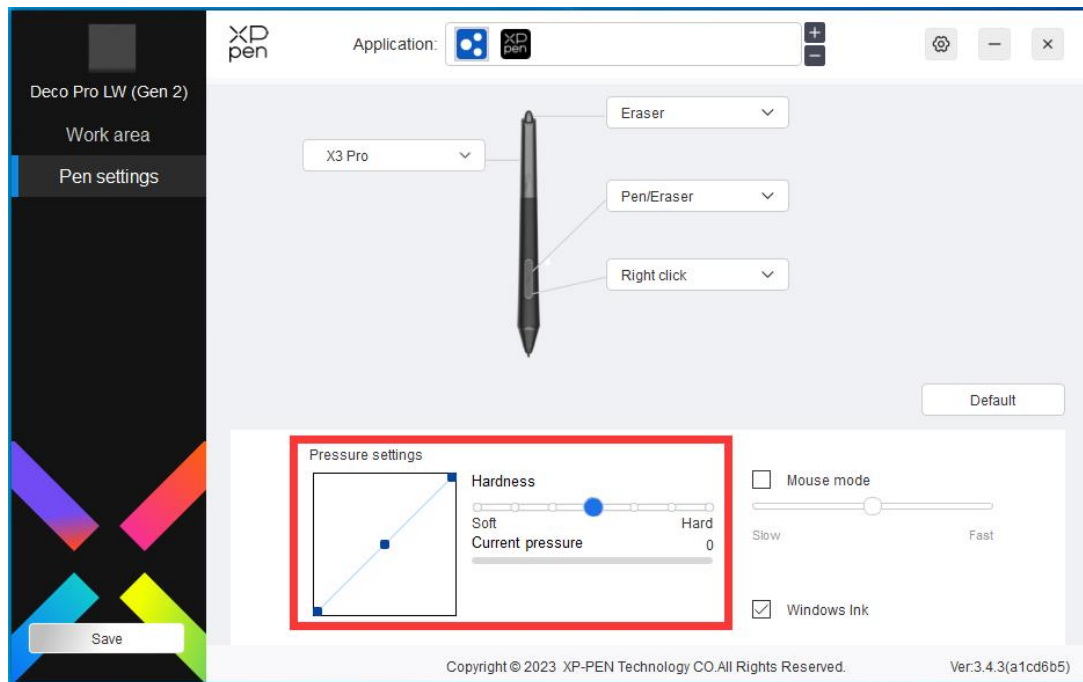 XP
pen
Application:
XP
pen
+
−
Deco Pro LW (Gen 2)
Work area
Pen settings
Eraser
X3 Pro
Pen/Eraser
Right click
Default
Pressure settings
Hardness
Soft Hard
Current pressure 0
Mouse mode
Slow Fast
Windows Ink
Save
Copyright © 2023 XP-PEN Technology CO.All Rights Reserved.
Ver:3.4.3(a1cd6b5)